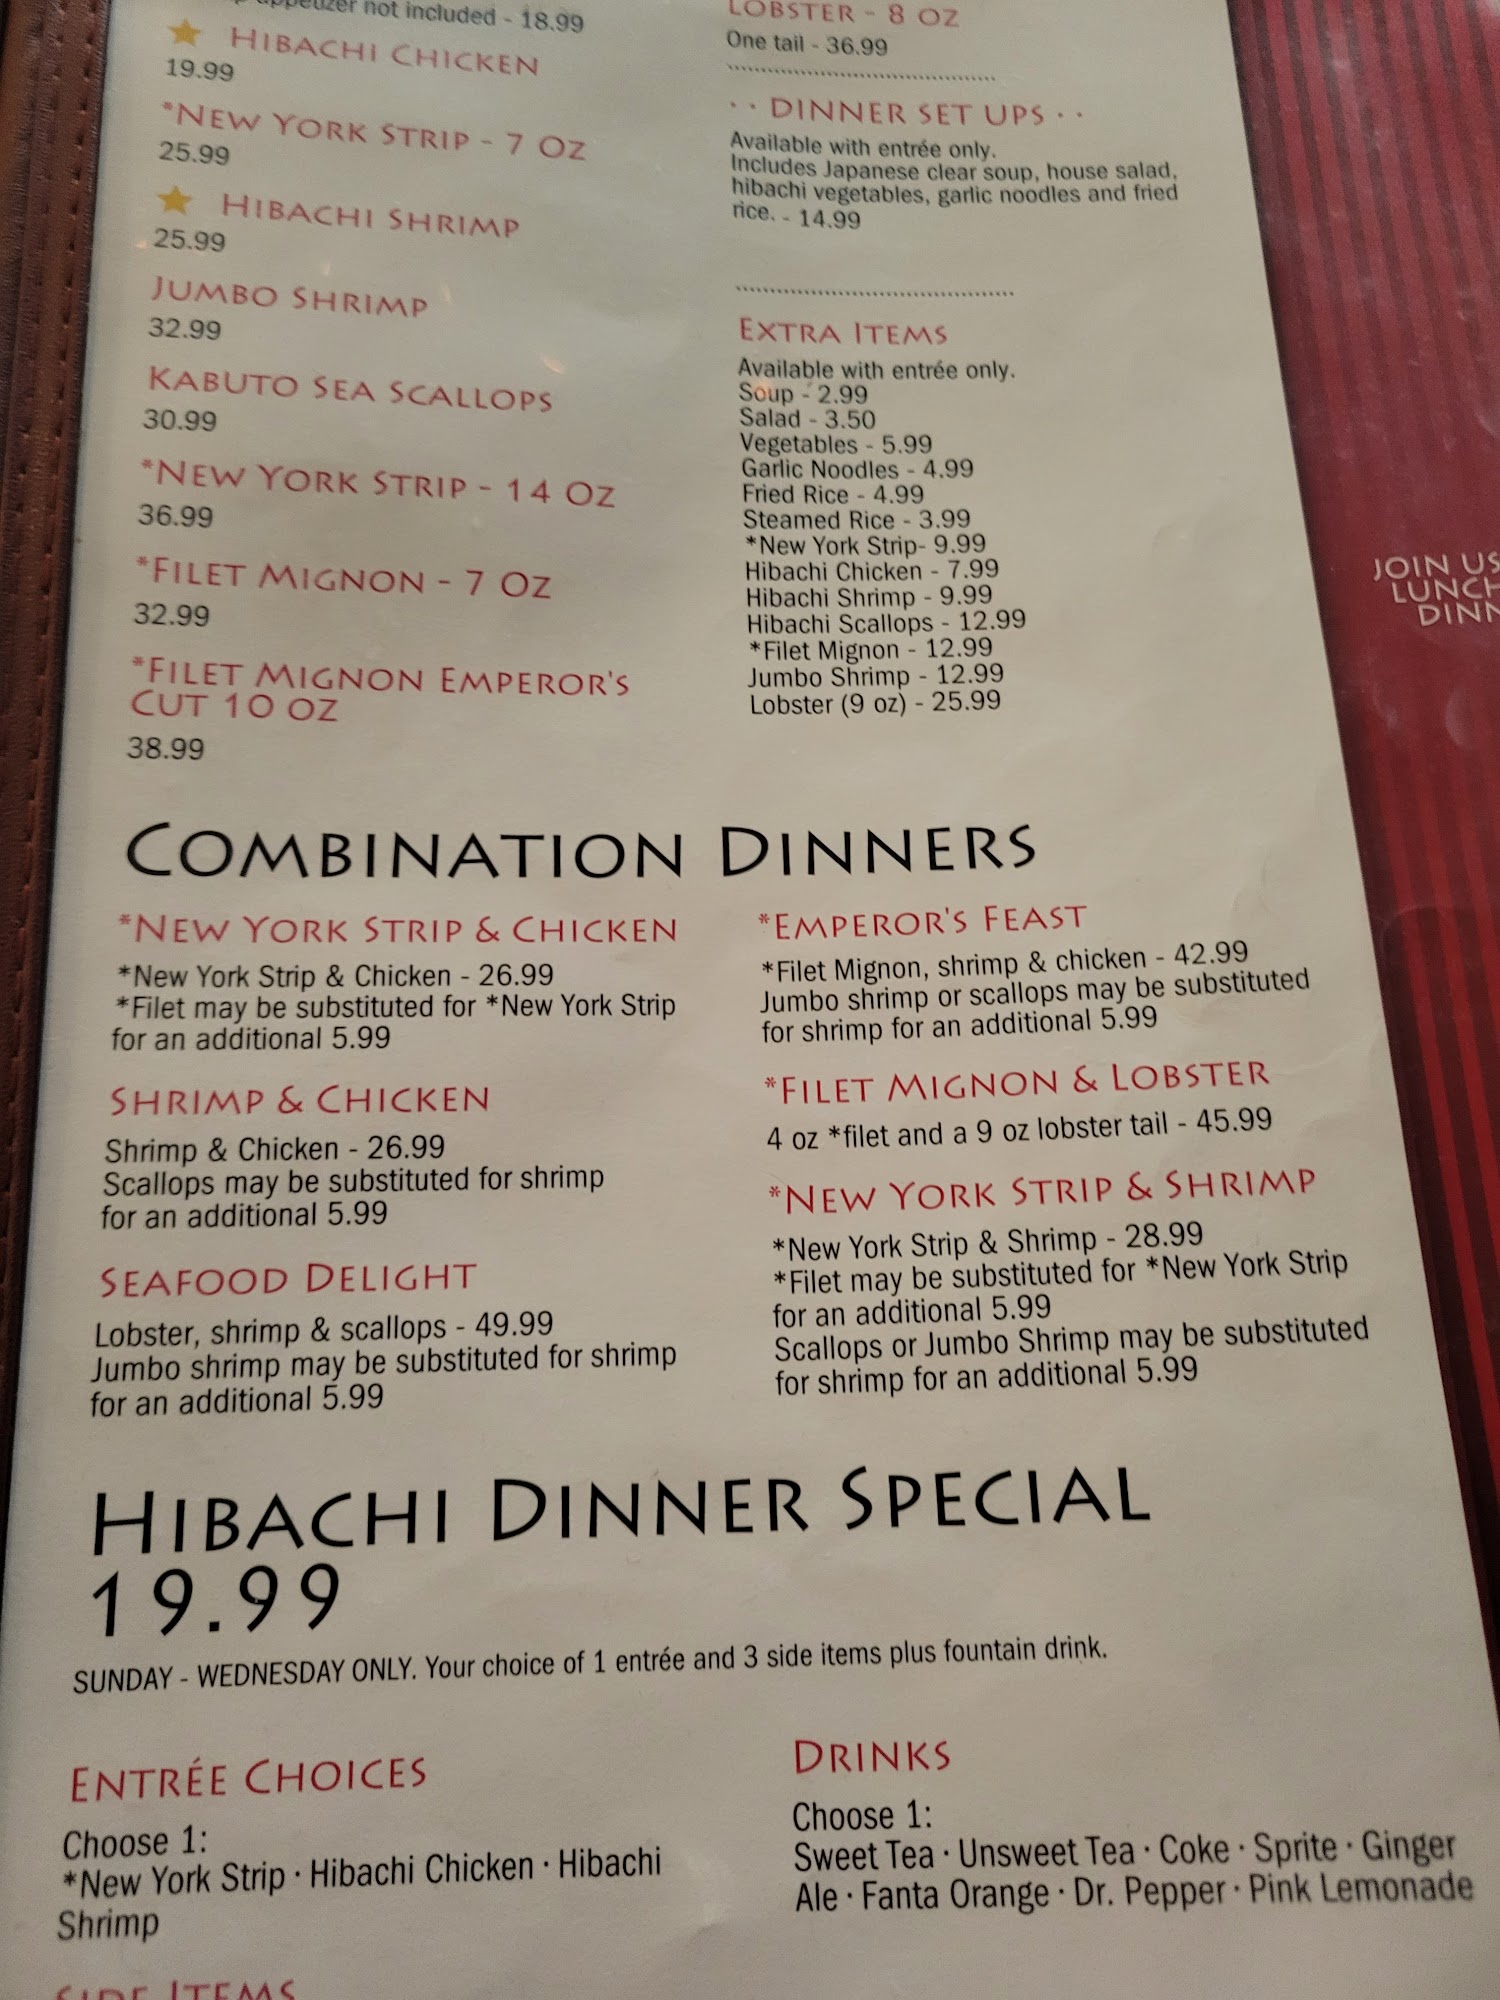 appetizer not included - 18.99
HIBACHI CHICKEN
19.99
*NEW YORK STRIP - 7 OZ
25.99
HIBACHI SHRIMP
25.99
JUMBO SHRIMP
32.99
KABUTO SEA SCALLOPS
30.99
*NEW YORK STRIP - 14 OZ
36.99
*FILET MIGNON - 7 OZ
32.99
*FILET MIGNON EMPEROR'S
CUT 10 OZ
38.99
LOBSTER - 8 OZ
One tail - 36.99
·· DINNER SET UPS ··
Available with entrée only.
Includes Japanese clear soup, house salad,
hibachi vegetables, garlic noodles and fried
rice. - 14.99
EXTRA ITEMS
Available with entrée only.
Soup - 2.99
Salad - 3.50
Vegetables - 5.99
Garlic Noodles - 4.99
Fried Rice - 4.99
Steamed Rice - 3.99
*New York Strip- 9.99
Hibachi Chicken - 7.99
Hibachi Shrimp - 9.99
Hibachi Scallops - 12.99
*Filet Mignon - 12.99
Jumbo Shrimp - 12.99
Lobster (9 oz) - 25.99
COMBINATION DINNERS
*NEW YORK STRIP & CHICKEN
*New York Strip & Chicken - 26.99
*Filet may be substituted for *New York Strip
for an additional 5.99
SHRIMP & CHICKEN
Shrimp & Chicken - 26.99
Scallops may be substituted for shrimp
for an additional 5.99
SEAFOOD DELIGHT
Lobster, shrimp & scallops - 49.99
Jumbo shrimp may be substituted for shrimp
for an additional 5.99
*EMPEROR'S FEAST
*Filet Mignon, shrimp & chicken - 42.99
Jumbo shrimp or scallops may be substituted
for shrimp for an additional 5.99
*FILET MIGNON & LOBSTER
4 oz *filet and a 9 oz lobster tail - 45.99
*NEW YORK STRIP & SHRIMP
*New York Strip & Shrimp - 28.99
*Filet may be substituted for *New York Strip
for an additional 5.99
Scallops or Jumbo Shrimp may be substituted
for shrimp for an additional 5.99
HIBACHI DINNER SPECIAL
19.99
SUNDAY - WEDNESDAY ONLY. Your choice of 1 entrée and 3 side items plus fountain drink.
ENTRÉE CHOICES
Choose 1:
*New York Strip · Hibachi Chicken · Hibachi
Shrimp
SIDE ITEMS
DRINKS
Choose 1:
Sweet Tea · Unsweet Tea · Coke · Sprite · Ginger
Ale · Fanta Orange · Dr. Pepper · Pink Lemonade
JOIN US
LUNCH
DINN